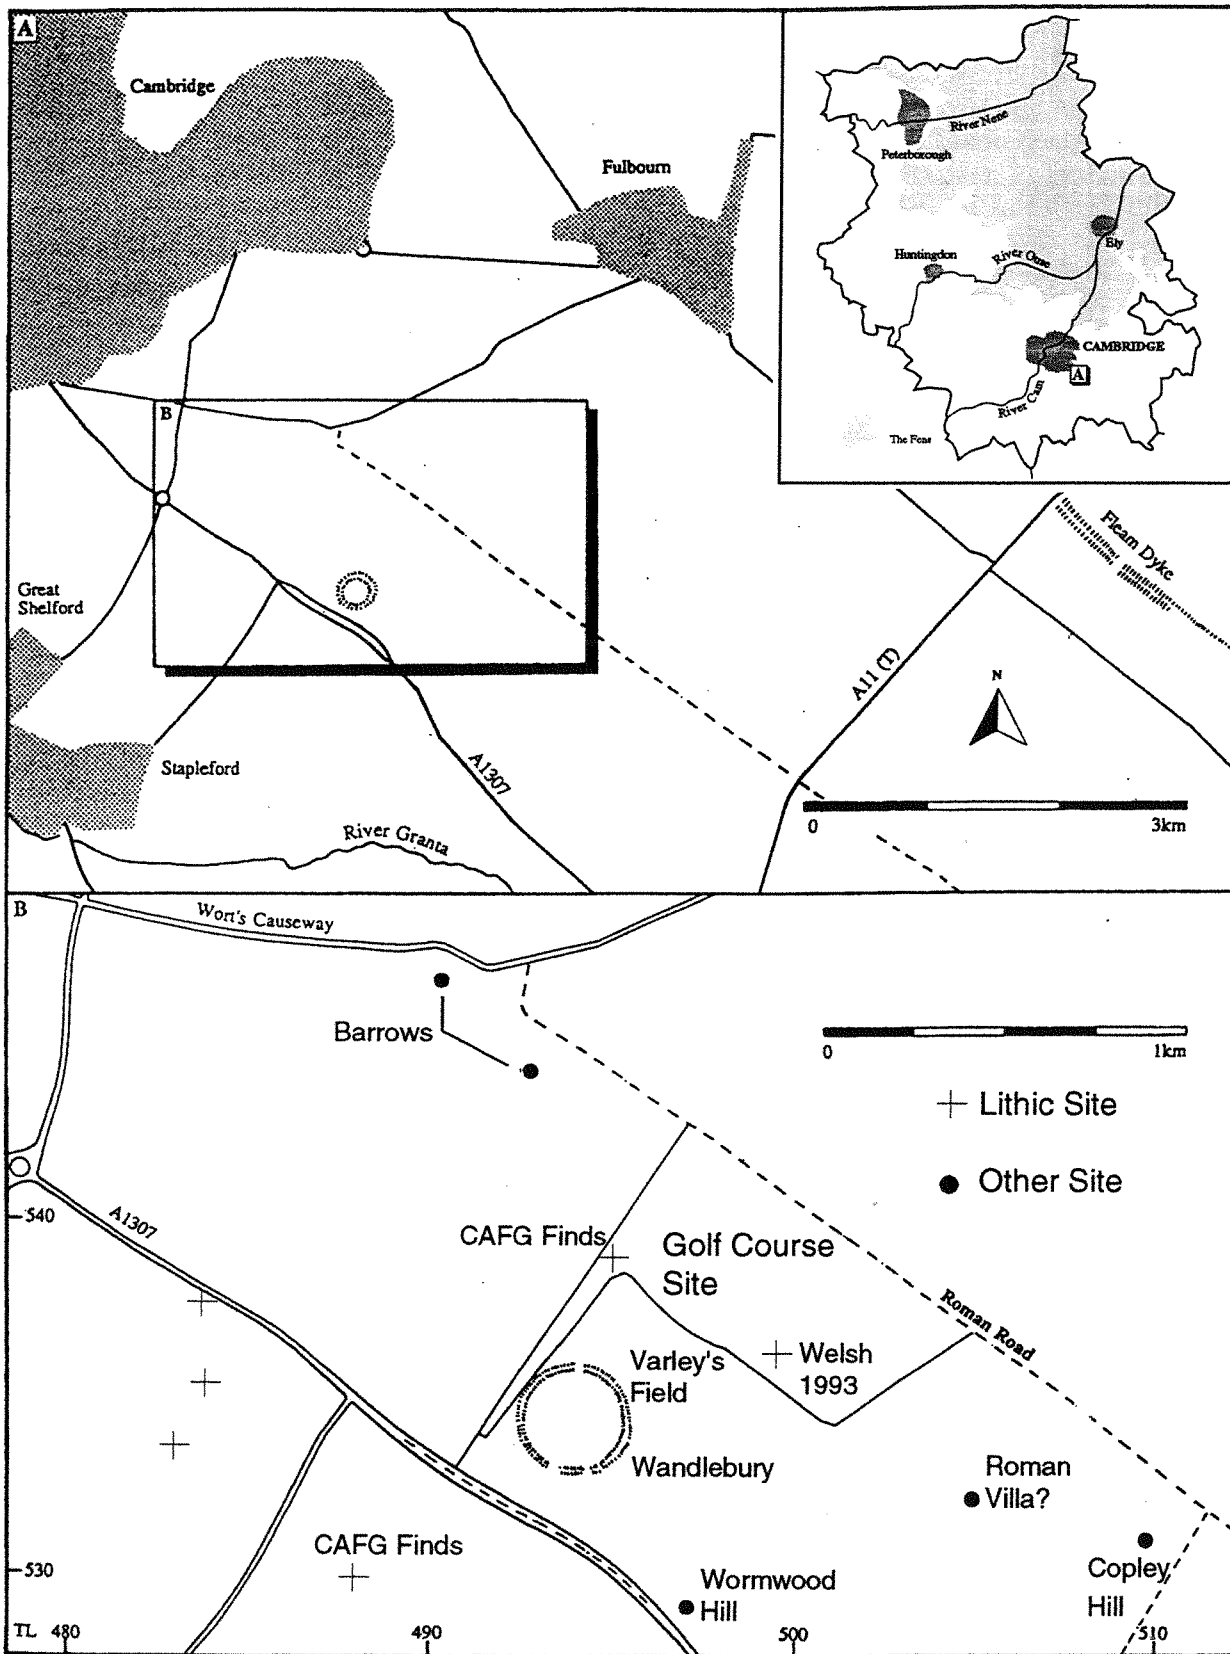 A
Cambridge
Fulbourn
B
Great
Shelford
Stapleford
River Granta
A1307
A11 (T)
Fleam Dyke
N
0
3km
River Nene
Peterborough
Ely
Huntingdon
River Ouse
CAMBRIDGE
A
River Cam
The Fens
B
Wort's Causeway
Barrows
0
1km
Lithic Site
Other Site
540
A1307
CAFG Finds
Golf Course
Site
Roman Road
Welsh
1993
Varley's
Field
Wandlebury
Roman
Villa?
CAFG Finds
530
Wormwood
Hill
Copley
Hill
TL
480
490
500
510